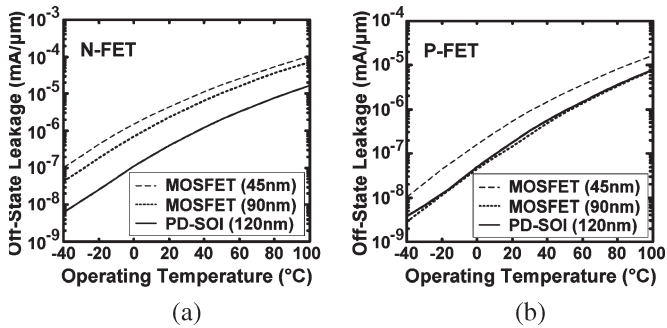 N-FET
Off-State Leakage (mA/μm)
10-3
10-4
10-5
10-6
10-7
10-8
10-9
MOSFET (45nm)
MOSFET (90nm)
PD-SOI (120nm)
-40 -20 0 20 40 60 80 100
Operating Temperature (°C)
(a)
P-FET
Off-State Leakage (mA/μm)
10-4
10-5
10-6
10-7
10-8
10-9
MOSFET (45nm)
MOSFET (90nm)
PD-SOI (120nm)
-40 -20 0 20 40 60 80 100
Operating Temperature (°C)
(b)